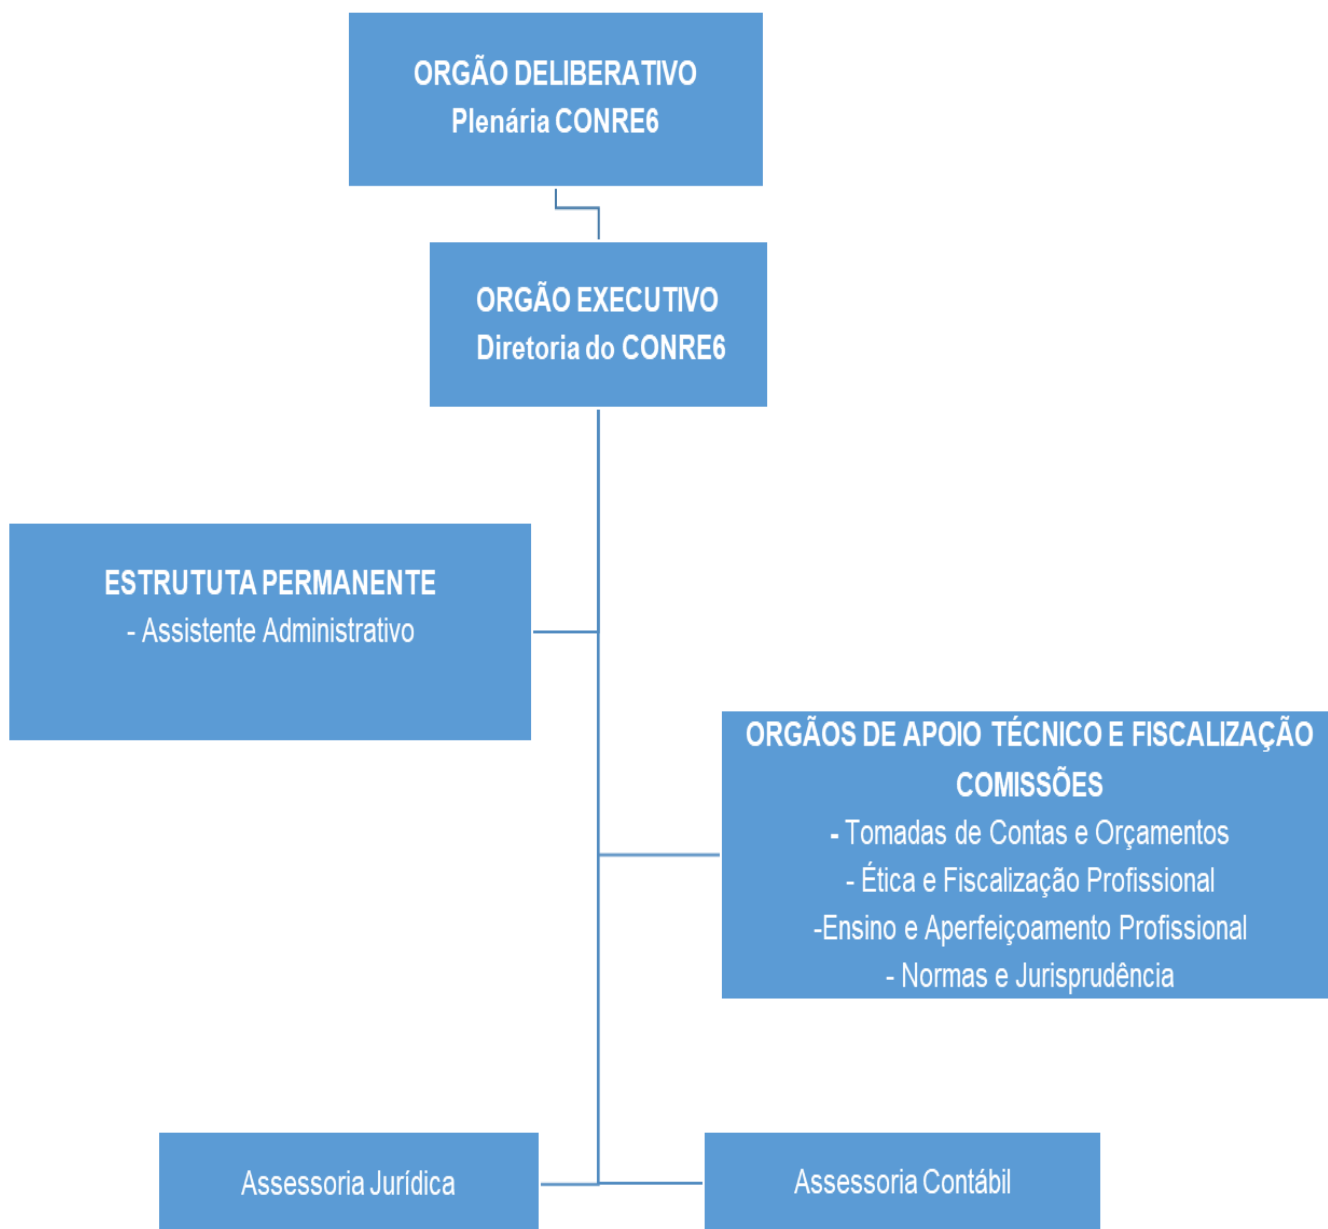 ORGÃO DELIBERATIVO
Plenária CONRE6
ORGÃO EXECUTIVO
Diretoria do CONRE6
ESTRUTUTA PERMANENTE
- Assistente Administrativo
ORGÃOS DE APOIO TÉCNICO E FISCALIZAÇÃO
COMISSÕES
- Tomadas de Contas e Orçamentos
- Ética e Fiscalização Profissional
-Ensino e Aperfeiçoamento Profissional
- Normas e Jurisprudência
Assessoria Jurídica
Assessoria Contábil